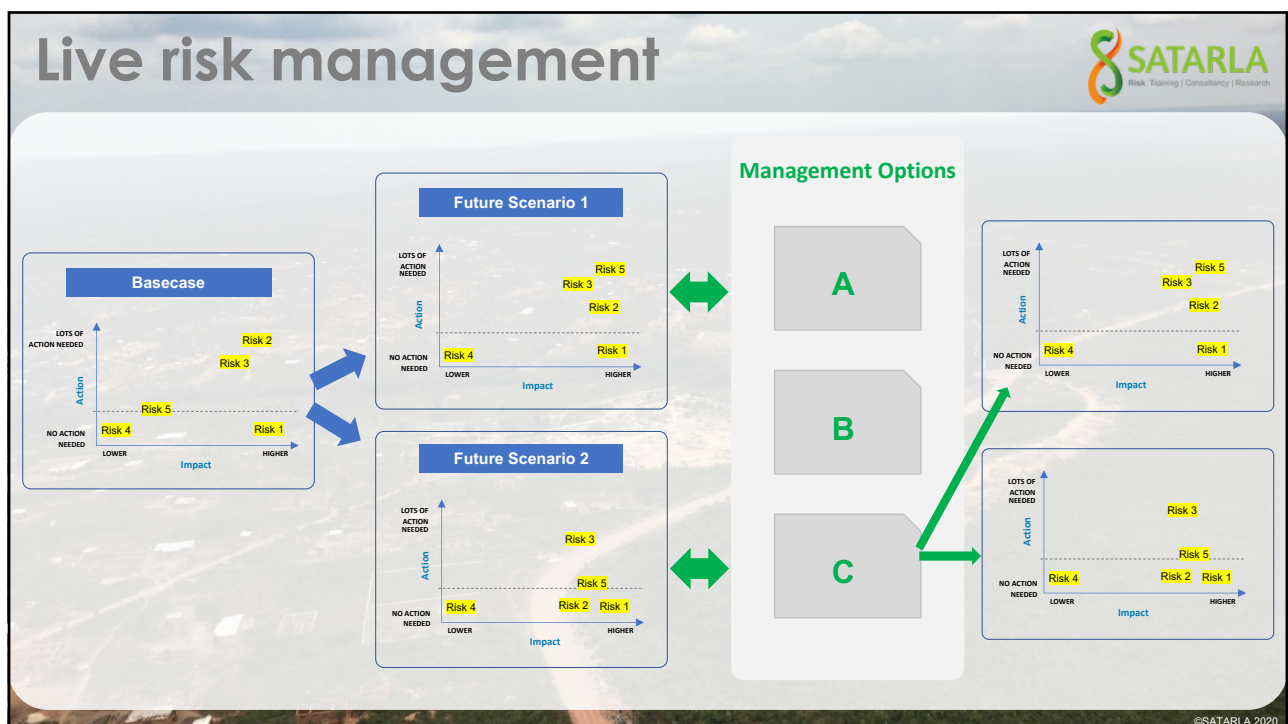 Live risk management
SATARLA
Risk Training | Consultancy | Research
Basecase
LOTS OF
ACTION NEEDED
Action
NO ACTION
NEEDED
Risk 2
Risk 3
Risk 5
Risk 4
Risk 1
LOWER
HIGHER
Impact
Future Scenario 1
LOTS OF
ACTION
NEEDED
Action
NO ACTION
NEEDED
Risk 5
Risk 3
Risk 2
Risk 4
Risk 1
LOWER
HIGHER
Impact
Future Scenario 2
LOTS OF
ACTION
NEEDED
Action
NO ACTION
NEEDED
Risk 3
Risk 5
Risk 4
Risk 2
Risk 1
LOWER
HIGHER
Impact
Management Options
A
B
C
LOTS OF
ACTION
NEEDED
Action
NO ACTION
NEEDED
Risk 5
Risk 3
Risk 2
Risk 4
Risk 1
LOWER
HIGHER
Impact
LOTS OF
ACTION
NEEDED
Action
NO ACTION
NEEDED
Risk 3
Risk 5
Risk 4
Risk 2
Risk 1
LOWER
HIGHER
Impact
©SATARLA 2020